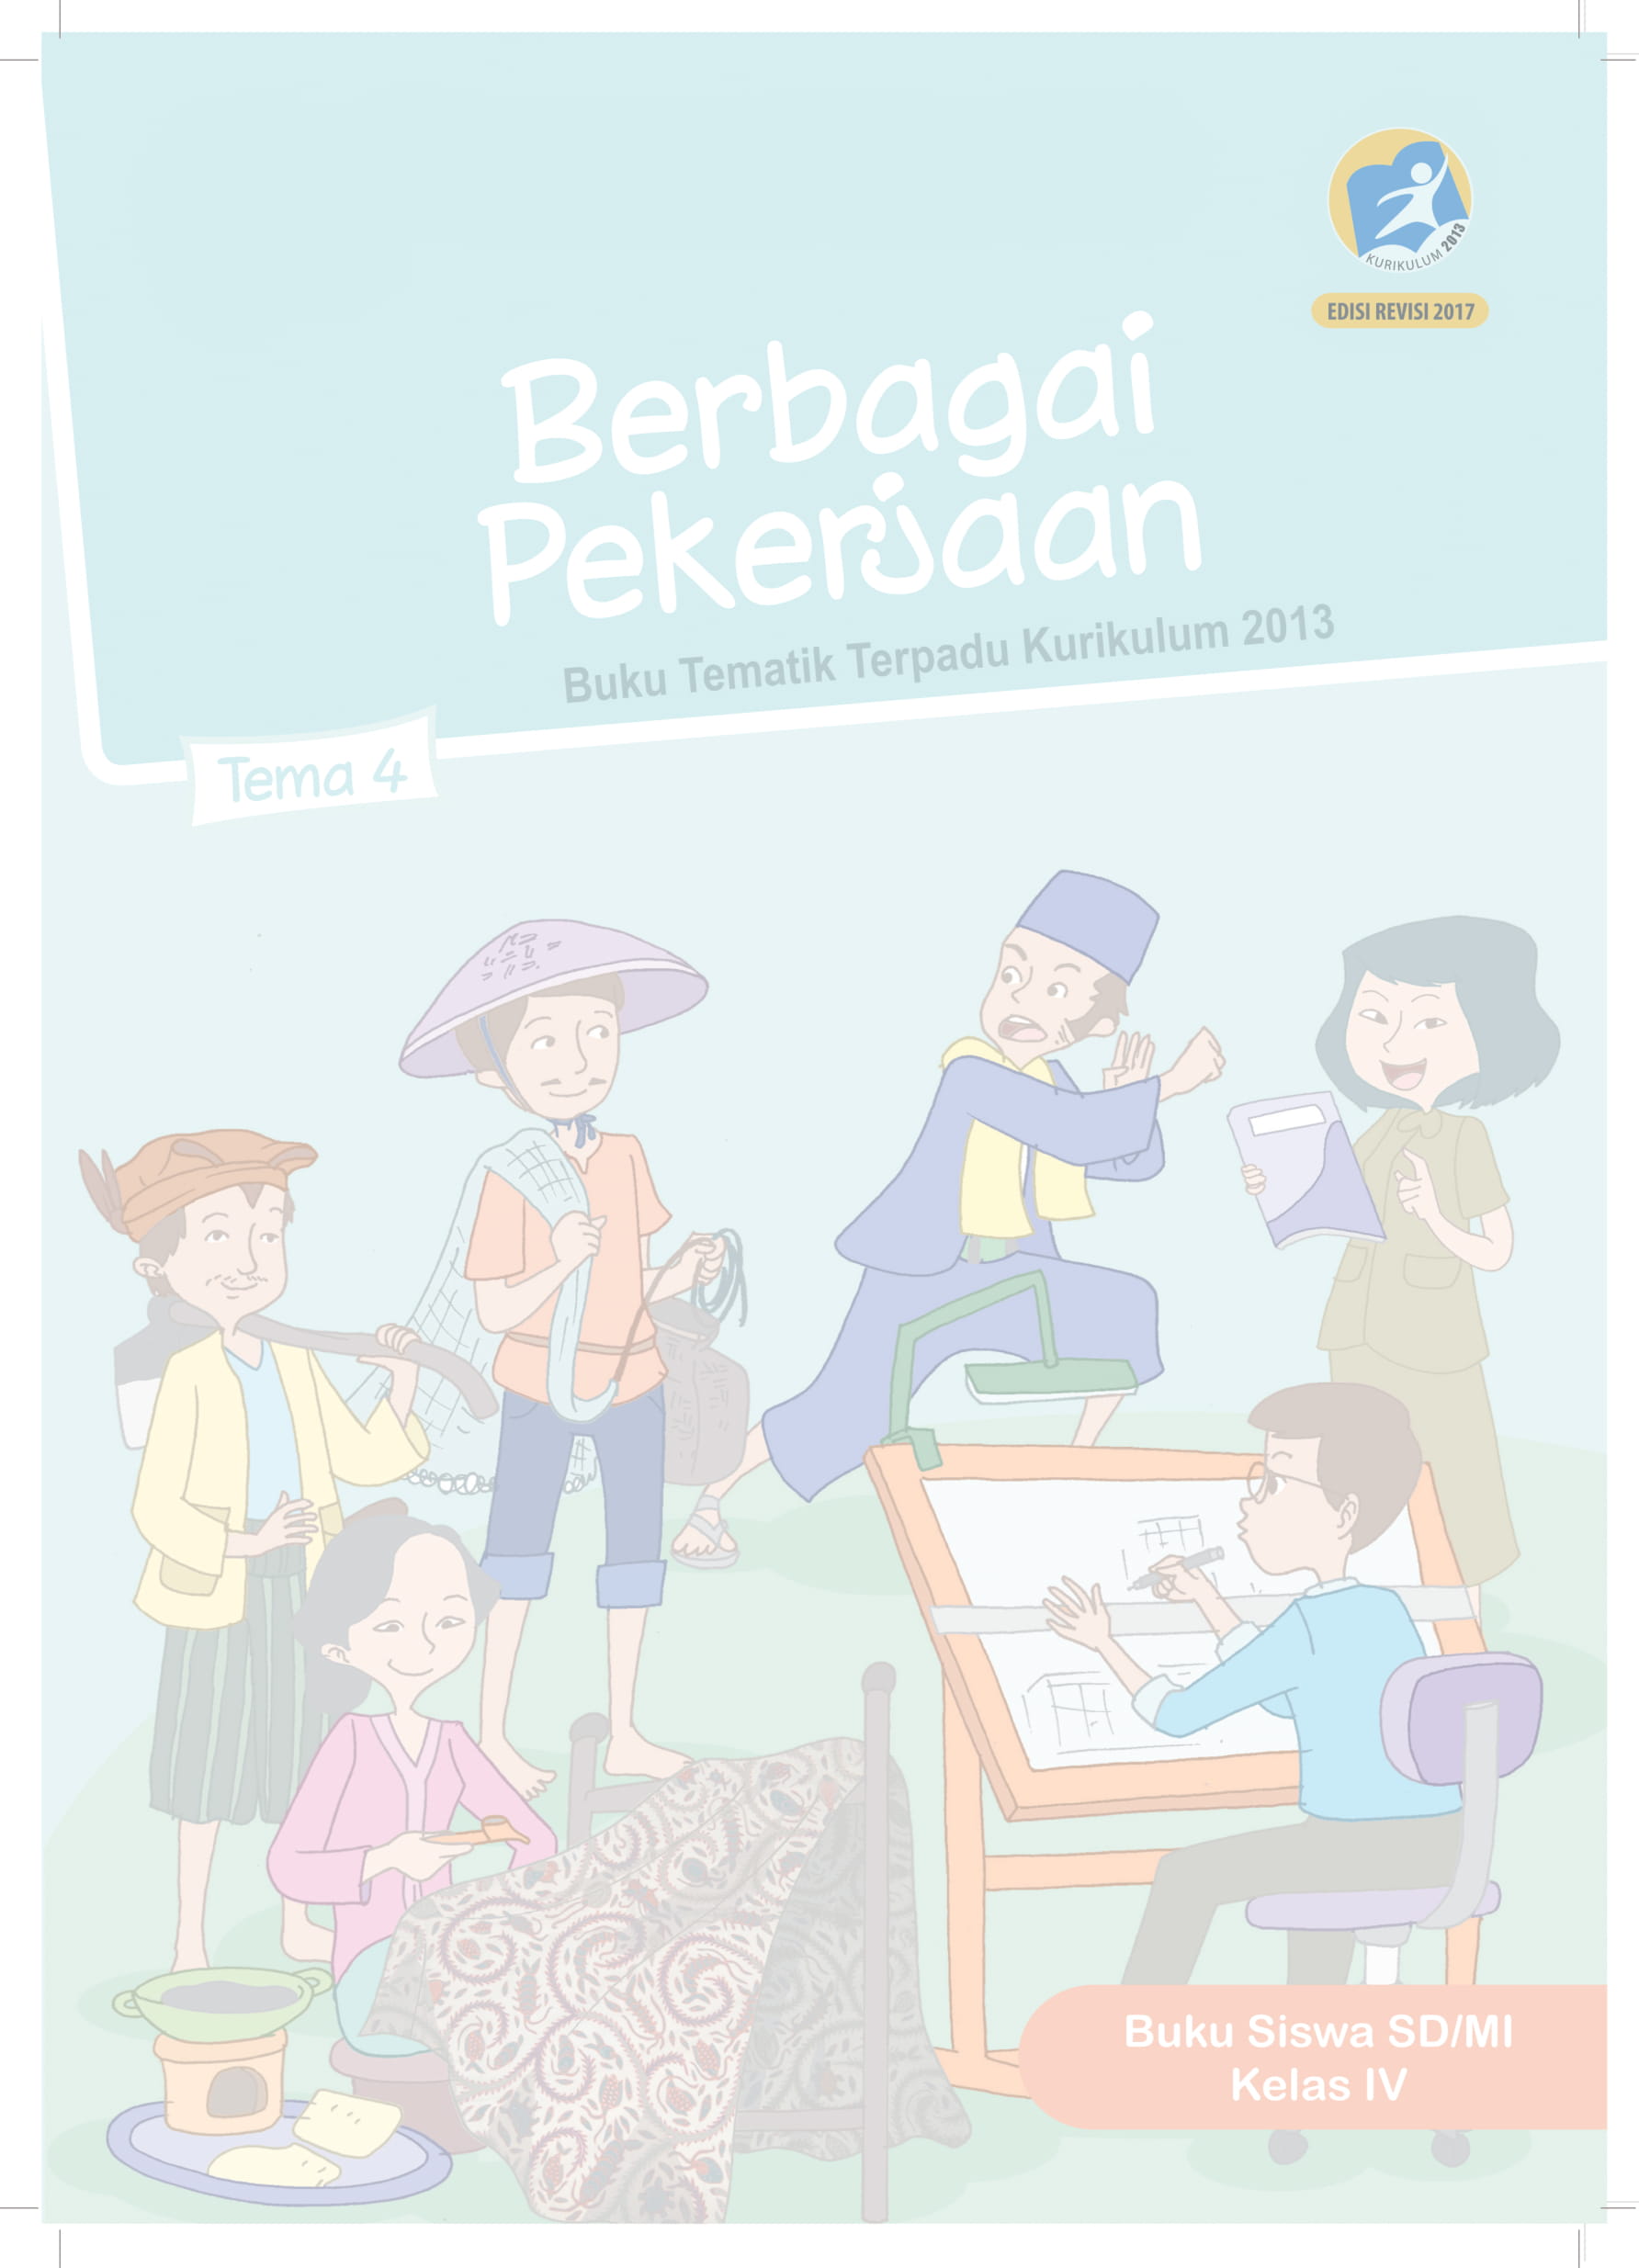 KURIKULUM 2013
EDISI REVISI 2017
Berbagai
Pekerjaan
Buku Tematik Terpadu Kurikulum 2013
Tema 4
Buku Siswa SD/MI
Kelas IV